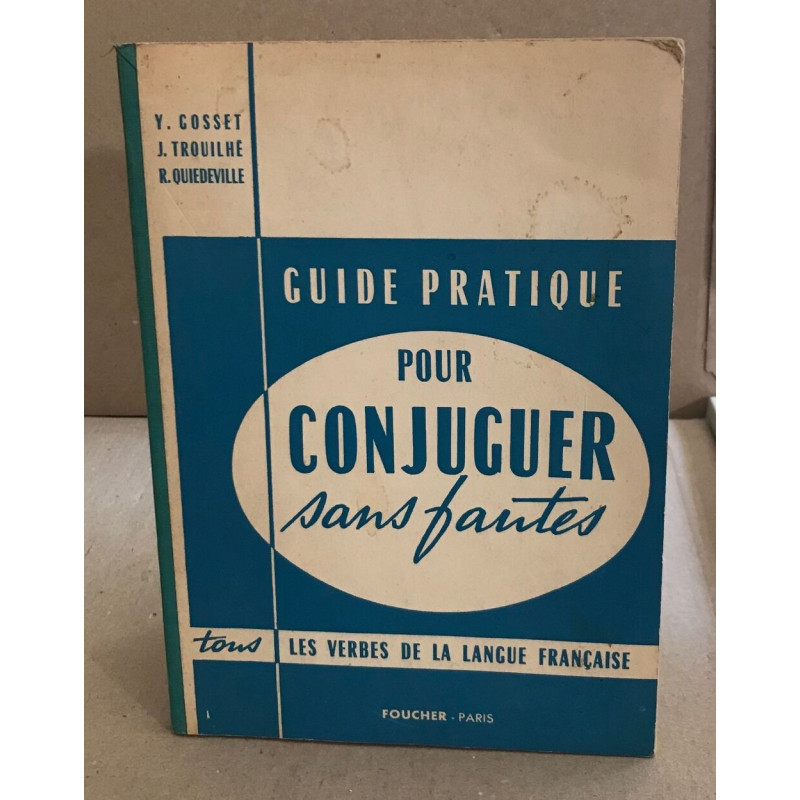 Y. GOSSET
J. TROUILHÉ
R. QUIEDEVILLE
GUIDE PRATIQUE
POUR
CONJUGUER
sans fautes
tous LES VERBES DE LA LANGUE FRANÇAISE
FOUCHER - PARIS